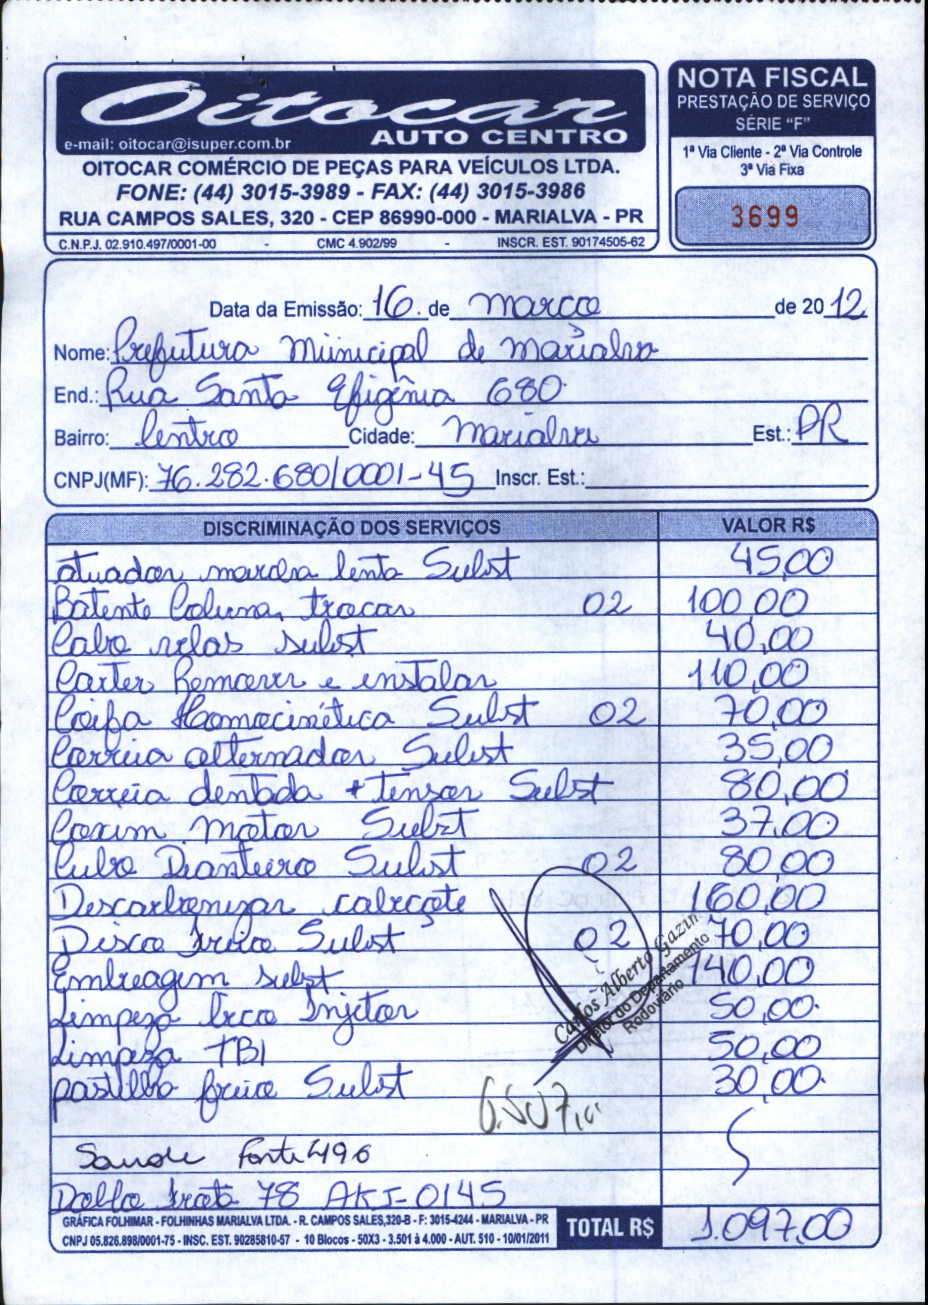 Oitocar
AUTO CENTRO
e-mail: oitocar@isuper.com.br
OITOCAR COMÉRCIO DE PEÇAS PARA VEÍCULOS LTDA.
FONE: (44) 3015-3989 - FAX: (44) 3015-3986
RUA CAMPOS SALES, 320 - CEP 86990-000 - MARIALVA - PR
C.N.P.J. 02.910.497/0001-00 - CMC 4.902/99 - INSCR. EST. 90174505-62
NOTA FISCAL
PRESTAÇÃO DE SERVIÇO
SÉRIE "F"
1ª Via Cliente - 2ª Via Controle
3ª Via Fixa
3699
Data da Emissão: 16 de março de 2012
Nome: Prefutura Municipal de Marialva
End.: Rua Santa Efigênia 680
Bairro: Centro Cidade: Marialva Est.: PR
CNPJ(MF): 76.282.680/0001-45 Inscr. Est.:
DISCRIMINAÇÃO DOS SERVIÇOS VALOR R$
atuador marcha lenta Subst 45,00
Batente Coluna trocar 02 100,00
Cabo velas subst 40,00
Carter Remover e instalar 110,00
Coifa Homocinética Subst 02 70,00
Correia alternador Subst 35,00
Correia dentada + Tensor Subst 80,00
Coxim Motor Subst 37,00
Cubo Dianteiro Subst 02 80,00
Descarbonizar cabeçote 160,00
Disco freio Subst 02 70,00
Embreagem subst 140,00
Limpeza bico Injetor 50,00
Limpeza TBI 50,00
pastilha freio Subst 30,00
Carlos Alberto Gazin
Diretor do Departamento
Rodoviário
6.507,00
Saude Fonte 496
Doblo frota 78 AKJ-0145
GRÁFICA FOLHIMAR - FOLHINHAS MARIALVA LTDA. - R. CAMPOS SALES,320-B - F: 3015-4244 - MARIALVA - PR
CNPJ 05.826.898/0001-75 - INSC. EST. 90285810-57 - 10 Blocos - 50X3 - 3.501 à 4.000 - AUT. 510 - 10/01/2011
TOTAL R$ 1.097,00